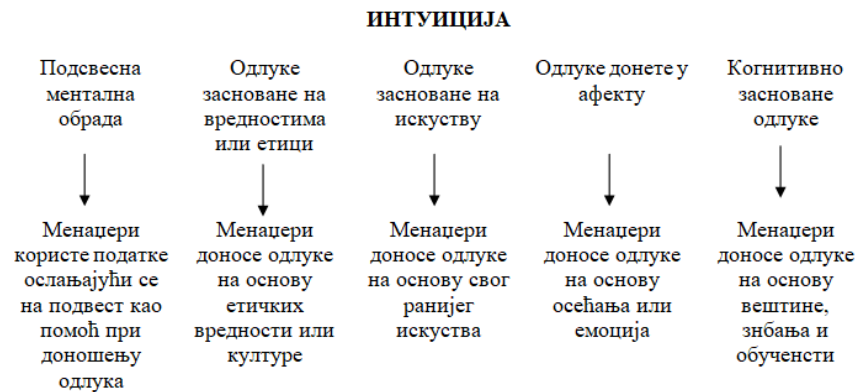 ИНТУИЦИЈА
Подсвесна
ментална
обрада
Одлуке
засноване на
вредностима
или етици
Одлуке
засноване на
искуству
Одлуке донете у
афекту
Когнитивно
засноване
одлуке
Менаџери
користе податке
ослањајући се
на подвест као
помоћ при
доношењу
одлука
Менаџери
доносе одлуке
на основу
етичких
вредности или
културе
Менаџери
доносе одлуке
на основу свог
ранијег
искуства
Менаџери
доносе одлуке
на основу
осећања или
емоција
Менаџери
доносе одлуке
на основу
вештине,
знбања и
обученсти